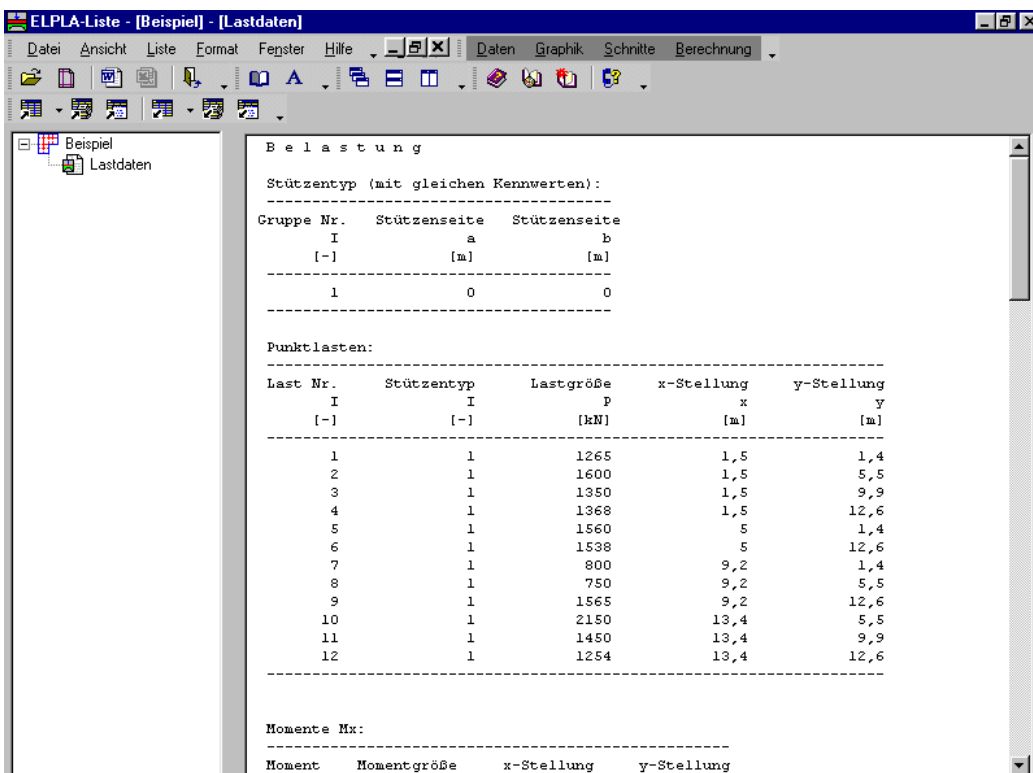 ELPLA-Liste - [Beispiel] - [Lastdaten]
Datei Ansicht Liste Format Fenster Hilfe Daten Graphik Schnitte Berechnung
Beispiel
Lastdaten
B e l a s t u n g
Stützentyp (mit gleichen Kennwerten):
----------------------------------------
Gruppe Nr. Stützenseite Stützenseite
I a b
[-] [m] [m]
----------------------------------------
1 0 0
----------------------------------------
Punktlasten:
------------------------------------------------------------------------
Last Nr. Stützentyp Lastgröße x-Stellung y-Stellung
I I P x y
[-] [-] [kN] [m] [m]
------------------------------------------------------------------------
1 1 1265 1,5 1,4
2 1 1600 1,5 5,5
3 1 1350 1,5 9,9
4 1 1368 1,5 12,6
5 1 1560 5 1,4
6 1 1538 5 12,6
7 1 800 9,2 1,4
8 1 750 9,2 5,5
9 1 1565 9,2 12,6
10 1 2150 13,4 5,5
11 1 1450 13,4 9,9
12 1 1254 13,4 12,6
------------------------------------------------------------------------
Momente Mx:
------------------------------------------------------
Moment Momentgröße x-Stellung y-Stellung